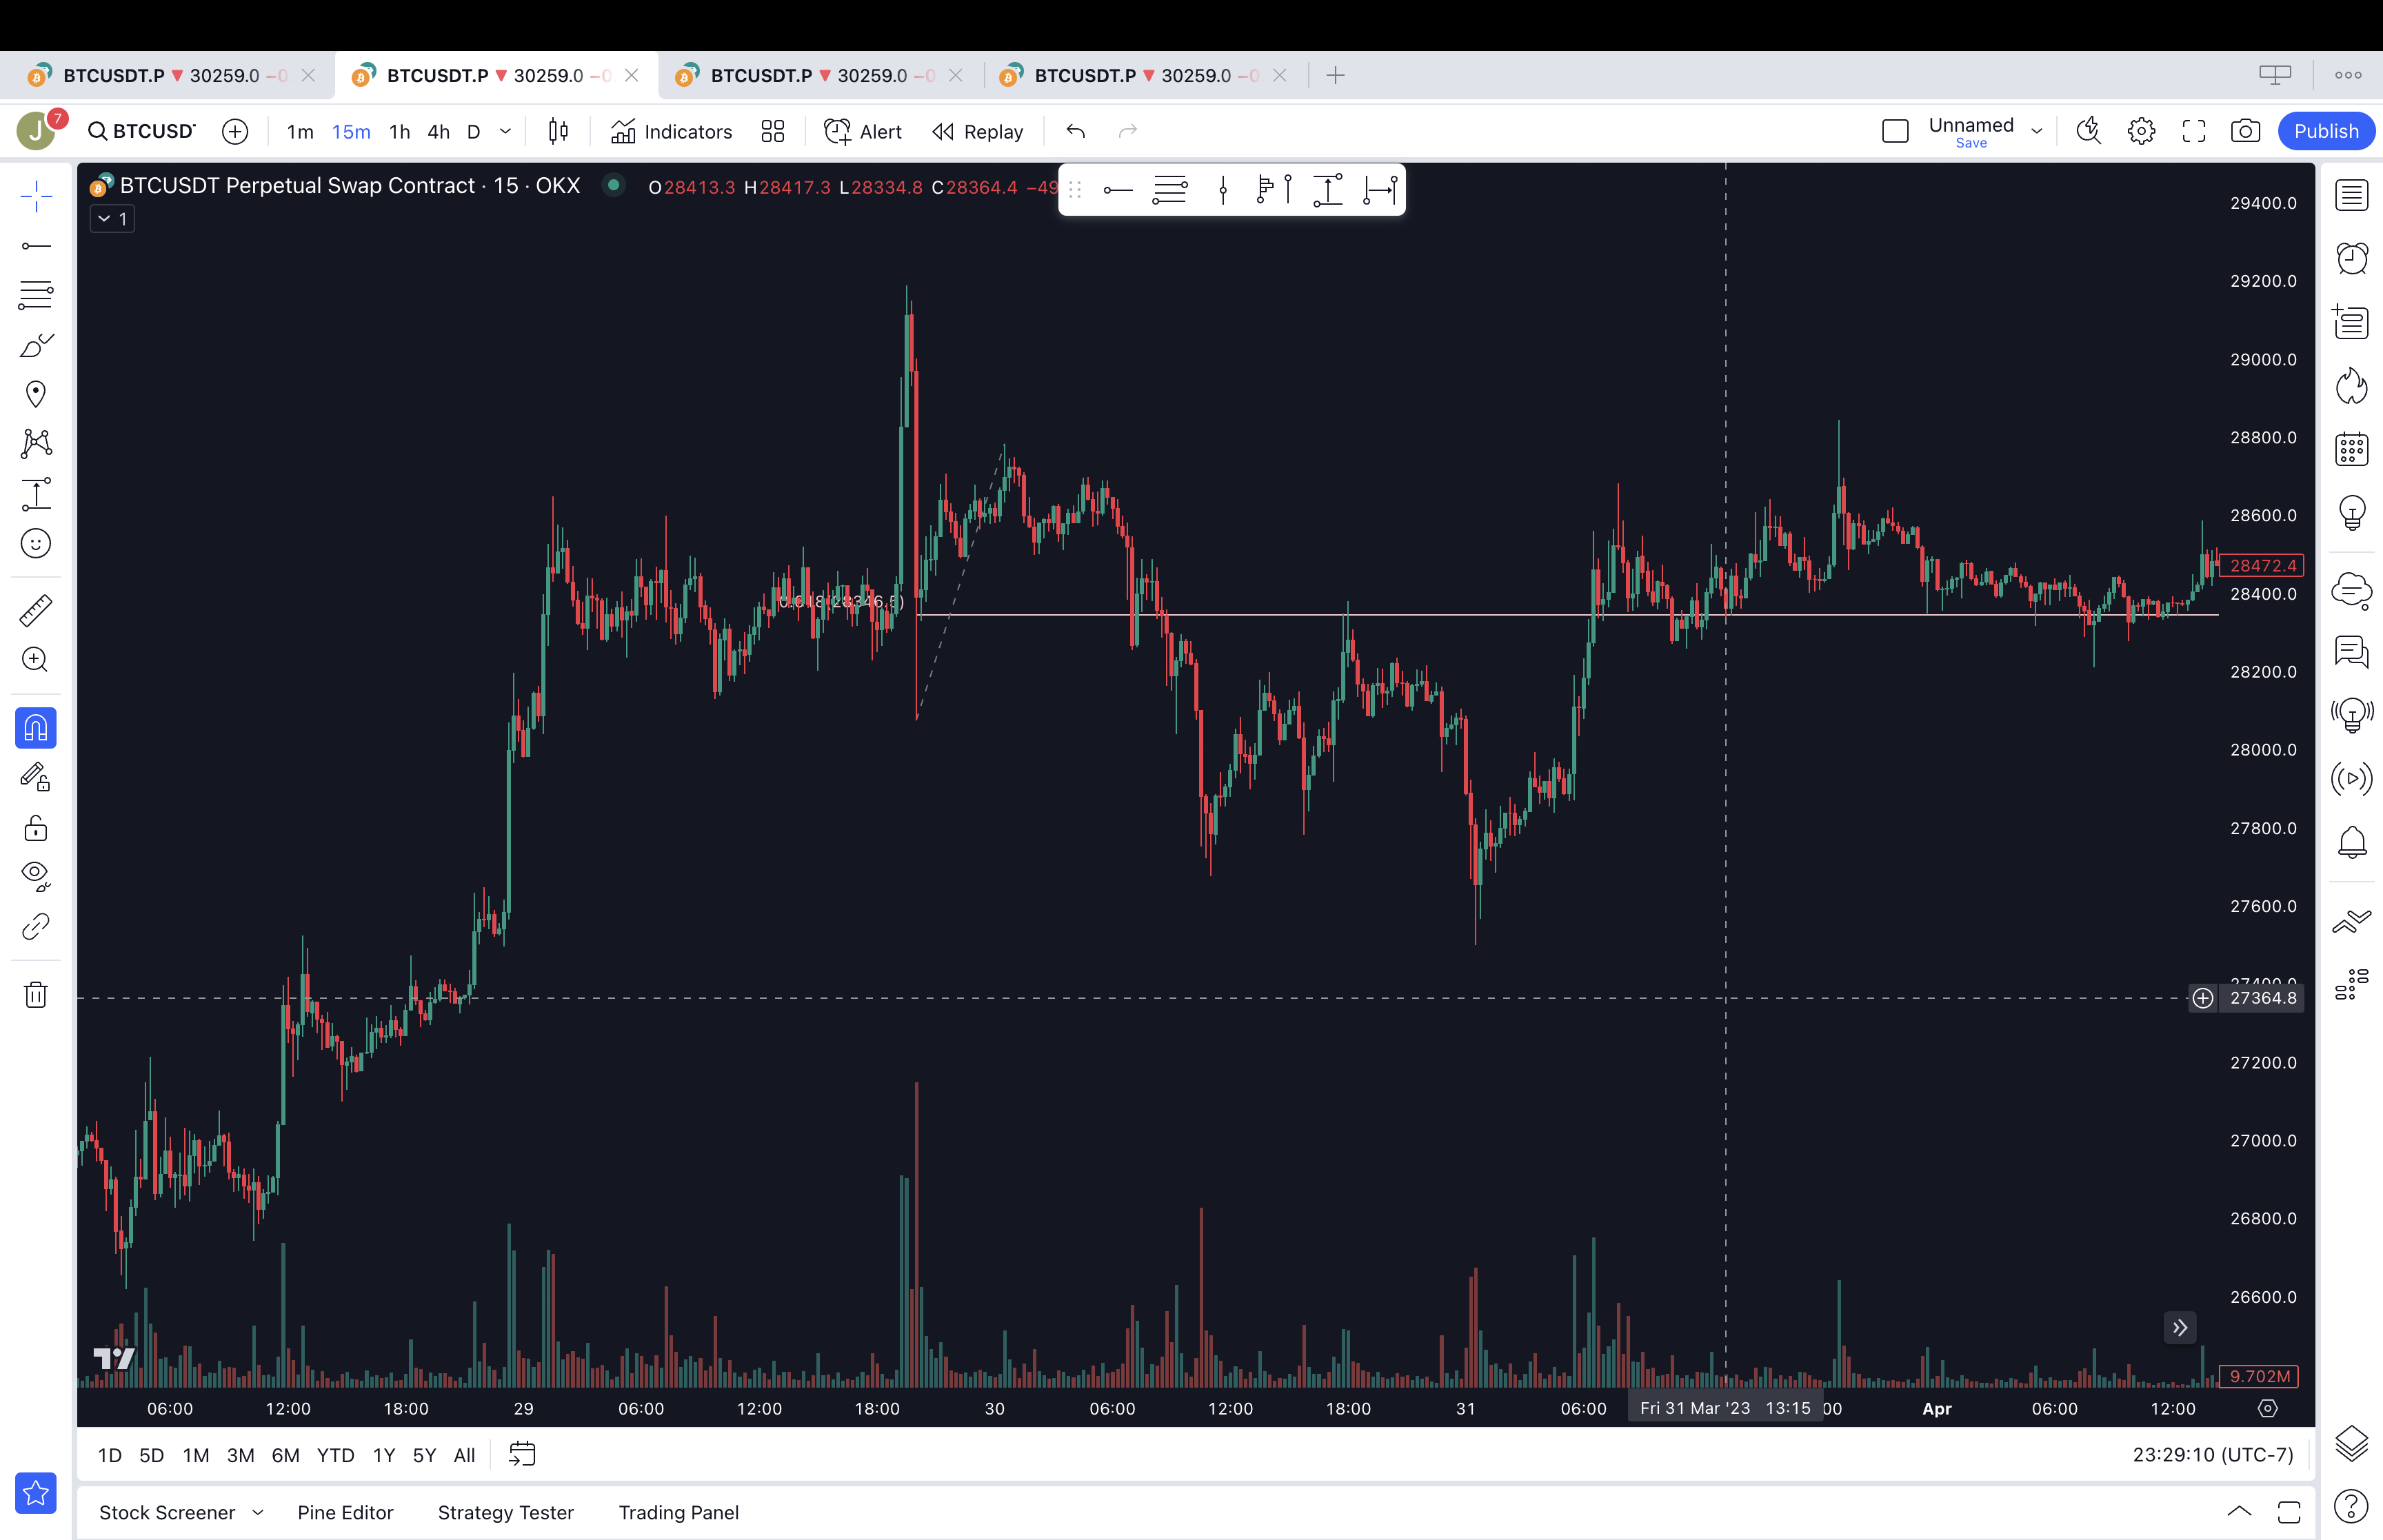 BTCUSDT.P ▼ 30259.0 −0 BTCUSDT.P ▼ 30259.0 −0 BTCUSDT.P ▼ 30259.0 −0 BTCUSDT.P ▼ 30259.0 −0
J 7 BTCUSD 1m 15m 1h 4h D Indicators Alert Replay Unnamed Save Publish
BTCUSDT Perpetual Swap Contract · 15 · OKX O28413.3 H28417.3 L28334.8 C28364.4 −49
1
29400.0
29200.0
29000.0
28800.0
28600.0
28472.4
0.618(28346.5)
28400.0
28200.0
28000.0
27800.0
27600.0
27400.0
27364.8
27200.0
27000.0
26800.0
26600.0
9.702M
06:00 12:00 18:00 29 06:00 12:00 18:00 30 06:00 12:00 18:00 31 06:00 Fri 31 Mar '23 13:15 :00 Apr 06:00 12:00
1D 5D 1M 3M 6M YTD 1Y 5Y All 23:29:10 (UTC-7)
Stock Screener Pine Editor Strategy Tester Trading Panel